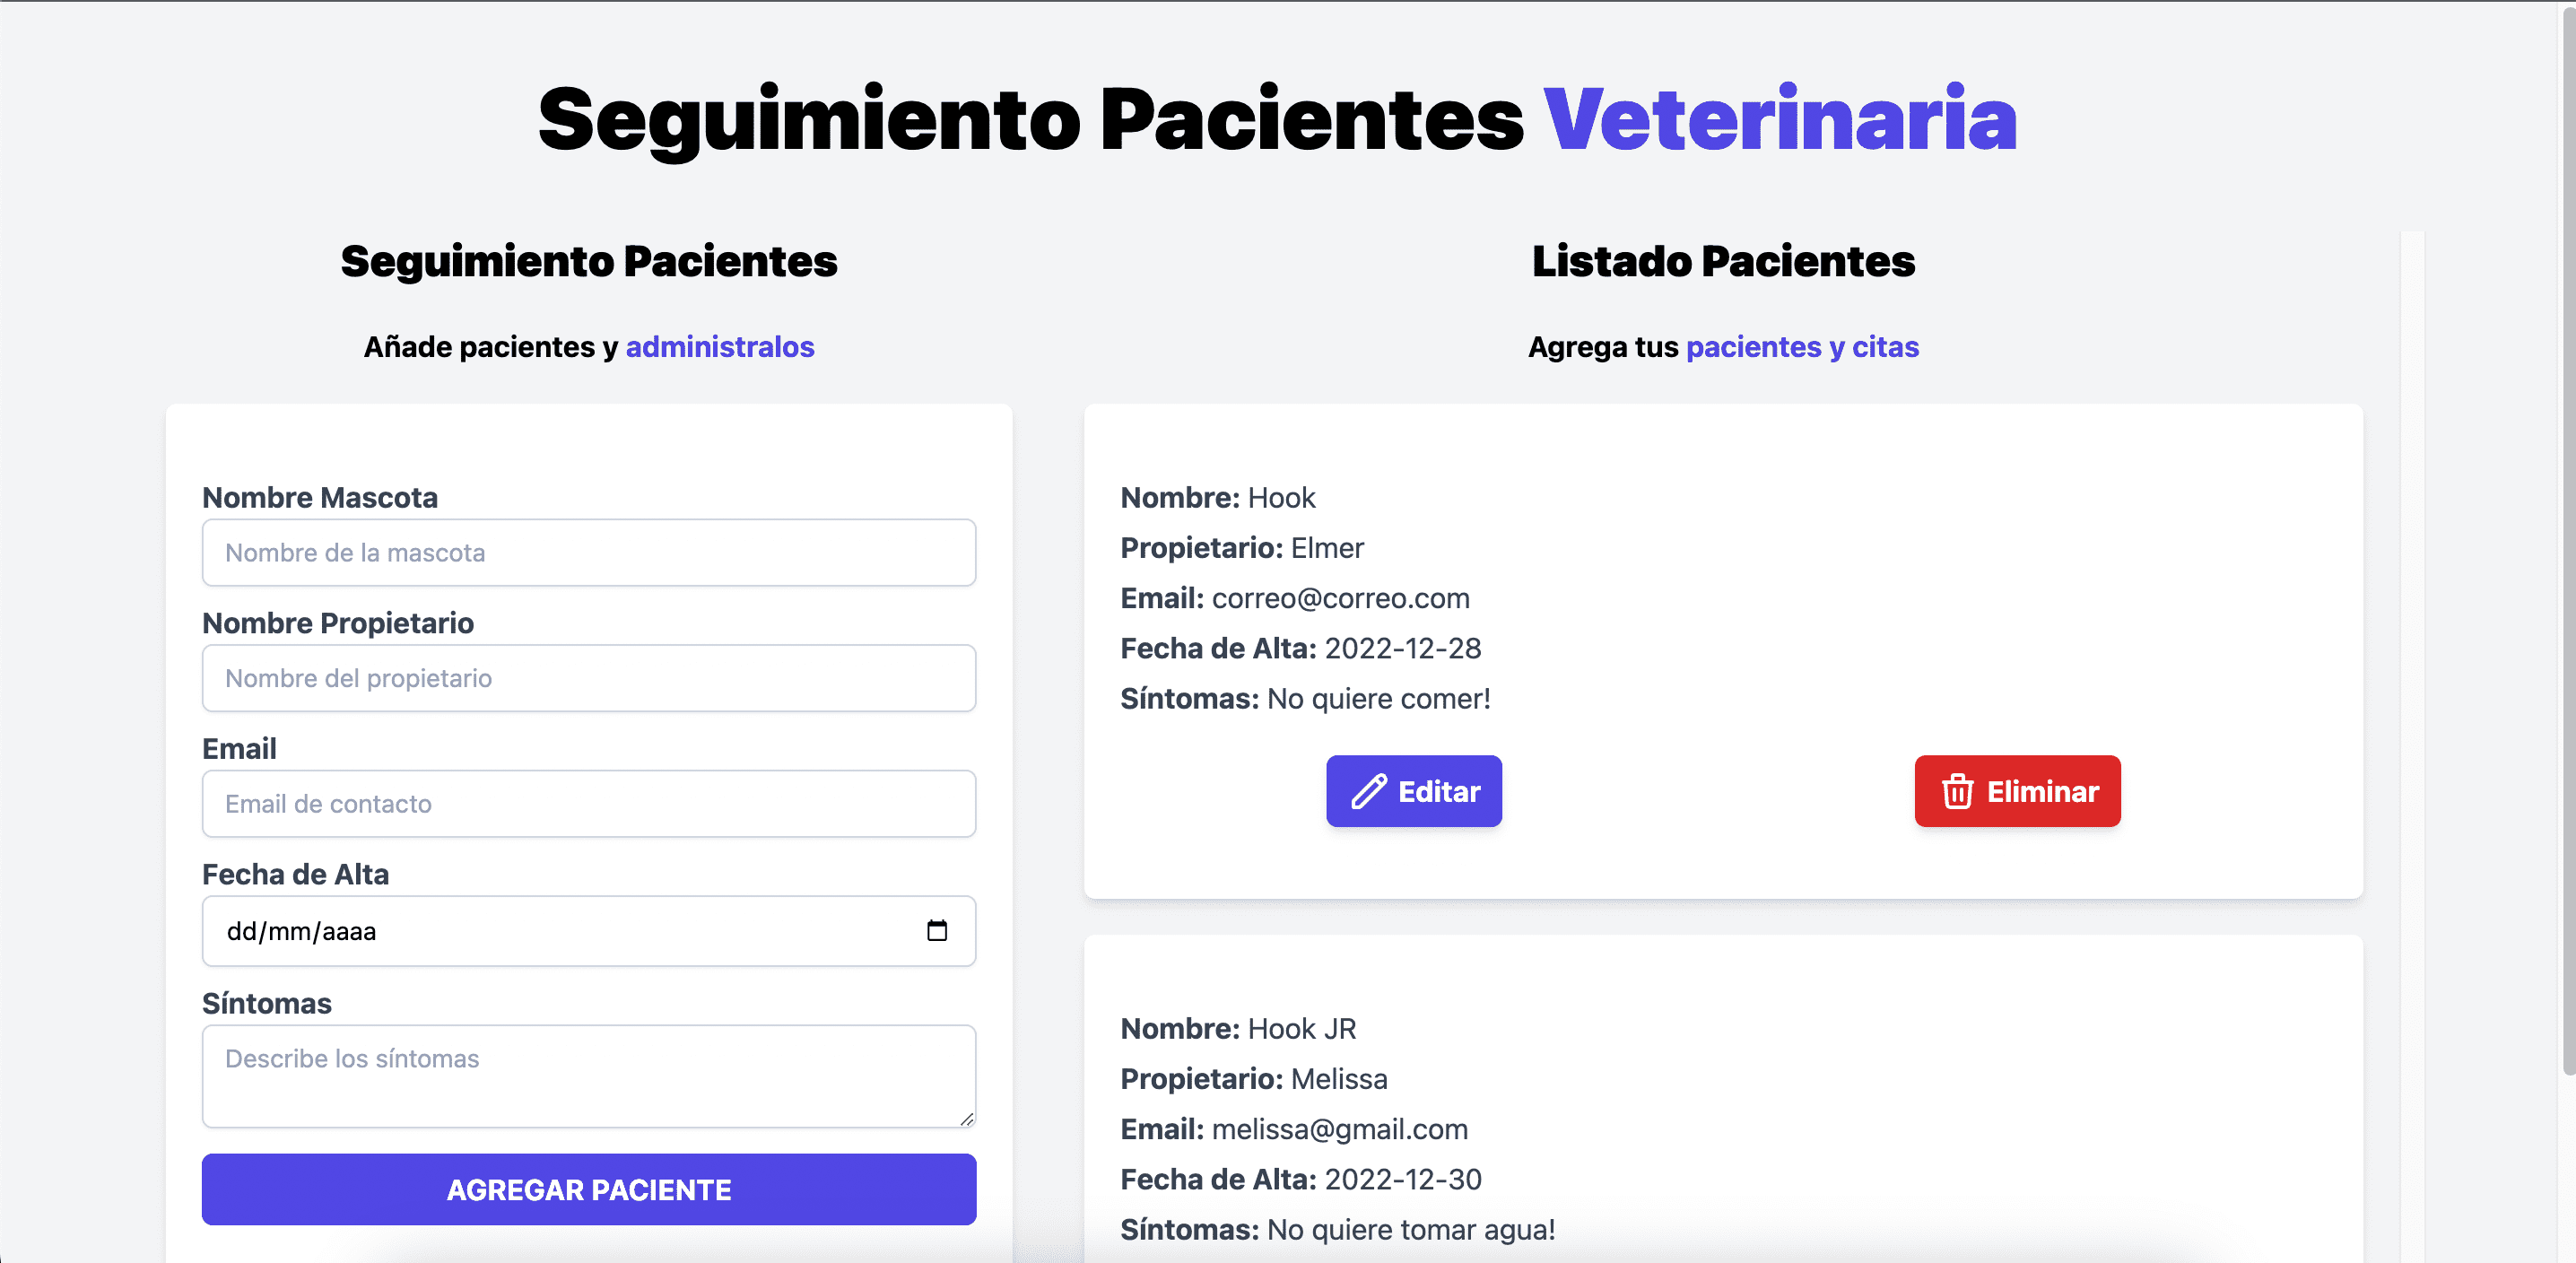 Seguimiento Pacientes Veterinaria
Seguimiento Pacientes
Añade pacientes y administralos
Nombre Mascota
Nombre de la mascota
Nombre Propietario
Nombre del propietario
Email
Email de contacto
Fecha de Alta
dd/mm/aaaa
Síntomas
Describe los síntomas
AGREGAR PACIENTE
Listado Pacientes
Agrega tus pacientes y citas
Nombre: Hook
Propietario: Elmer
Email: correo@correo.com
Fecha de Alta: 2022-12-28
Síntomas: No quiere comer!
Editar
Eliminar
Nombre: Hook JR
Propietario: Melissa
Email: melissa@gmail.com
Fecha de Alta: 2022-12-30
Síntomas: No quiere tomar agua!